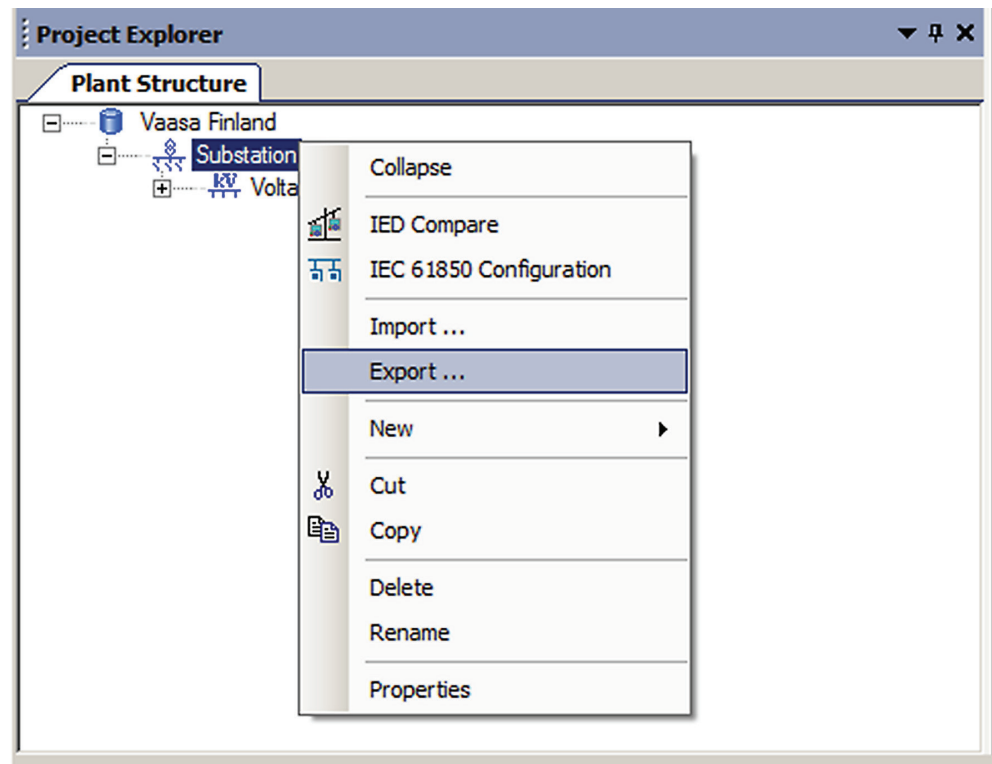 Project Explorer
Plant Structure
Vaasa Finland
Substation
KV Volta
Collapse
IED Compare
IEC 61850 Configuration
Import ...
Export ...
New
Cut
Copy
Delete
Rename
Properties